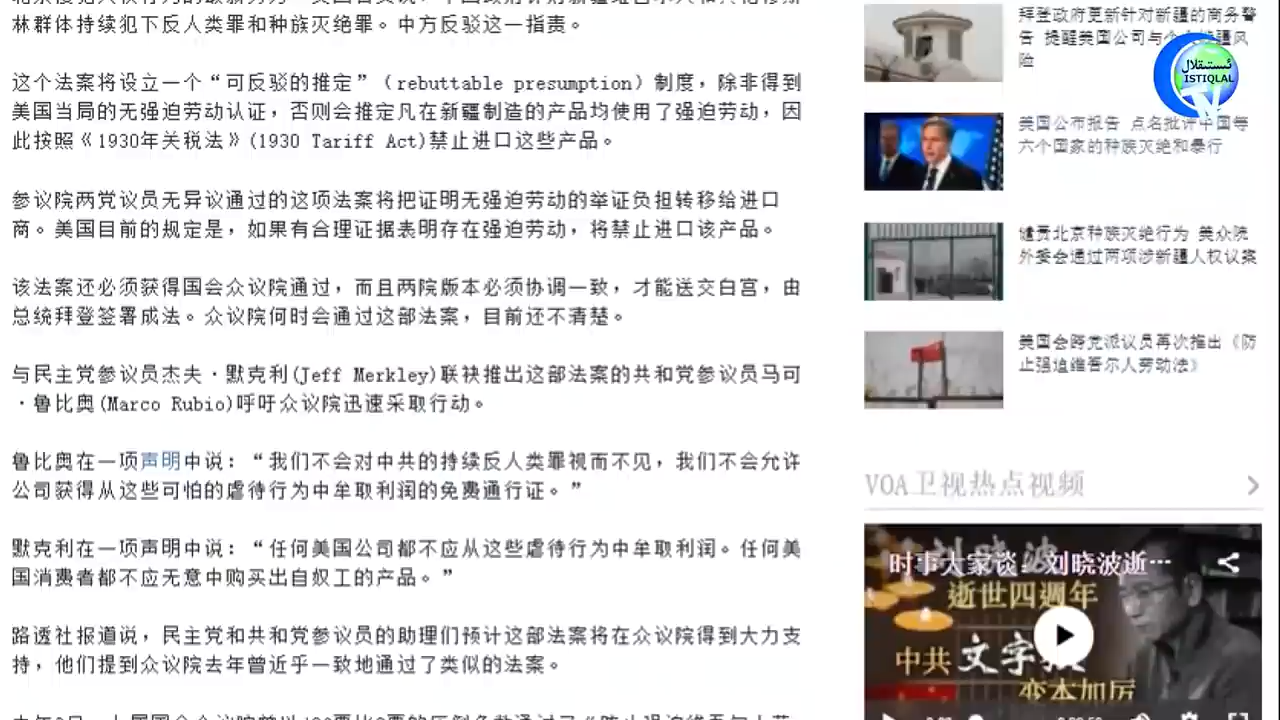 林群体持续犯下反人类罪和种族灭绝罪。中方反驳这一指责。
这个法案将设立一个“可反驳的推定”（rebuttable presumption）制度，除非得到
美国当局的无强迫劳动认证，否则会推定凡在新疆制造的产品均使用了强迫劳动，因
此按照《1930年关税法》(1930 Tariff Act)禁止进口这些产品。
参议院两党议员无异议通过的这项法案将把证明无强迫劳动的举证负担转移给进口
商。美国目前的规定是，如果有合理证据表明存在强迫劳动，将禁止进口该产品。
该法案还必须获得国会众议院通过，而且两院版本必须协调一致，才能送交白宫，由
总统拜登签署成法。众议院何时会通过这部法案，目前还不清楚。
与民主党参议员杰夫·默克利(Jeff Merkley)联袂推出这部法案的共和党参议员马可
·鲁比奥(Marco Rubio)呼吁众议院迅速采取行动。
鲁比奥在一项声明中说：“我们不会对中共的持续反人类罪视而不见，我们不会允许
公司获得从这些可怕的虐待行为中牟取利润的免费通行证。”
默克利在一项声明中说：“任何美国公司都不应从这些虐待行为中牟取利润。任何美
国消费者都不应无意中购买出自奴工的产品。”
路透社报道说，民主党和共和党参议员的助理们预计这部法案将在众议院得到大力支
持，他们提到众议院去年曾近乎一致地通过了类似的法案。
拜登政府更新针对新疆的商务警
告 提醒美国公司与个人涉疆风
险
ئىستىقلال
ISTIQLAL
美国公布报告 点名批评中国等
六个国家的种族灭绝和暴行
谴责北京种族灭绝行为 美众院
外委会通过两项涉新疆人权议案
美国会跨党派议员再次推出《防
止强迫维吾尔人劳动法》
VOA卫视热点视频
时事大家谈：刘晓波逝…
刘晓波
逝世四週年
中共 文字
变本加厉